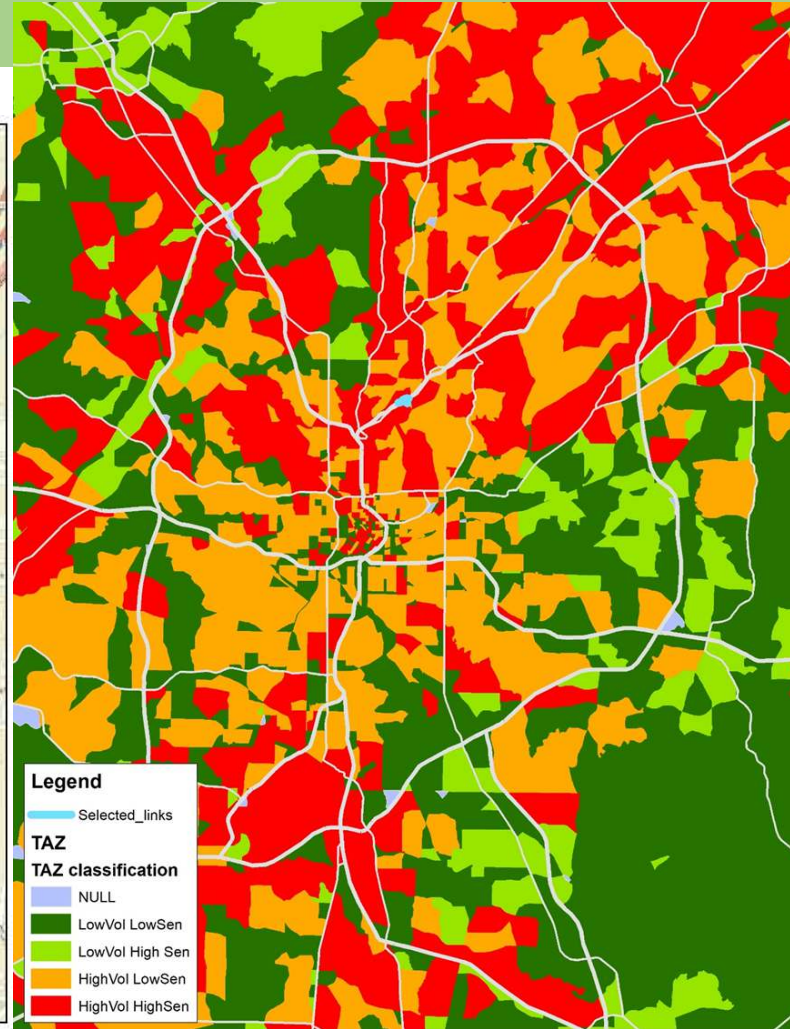 Legend
Selected_links
TAZ
TAZ classification
NULL
LowVol LowSen
LowVol High Sen
HighVol LowSen
HighVol HighSen